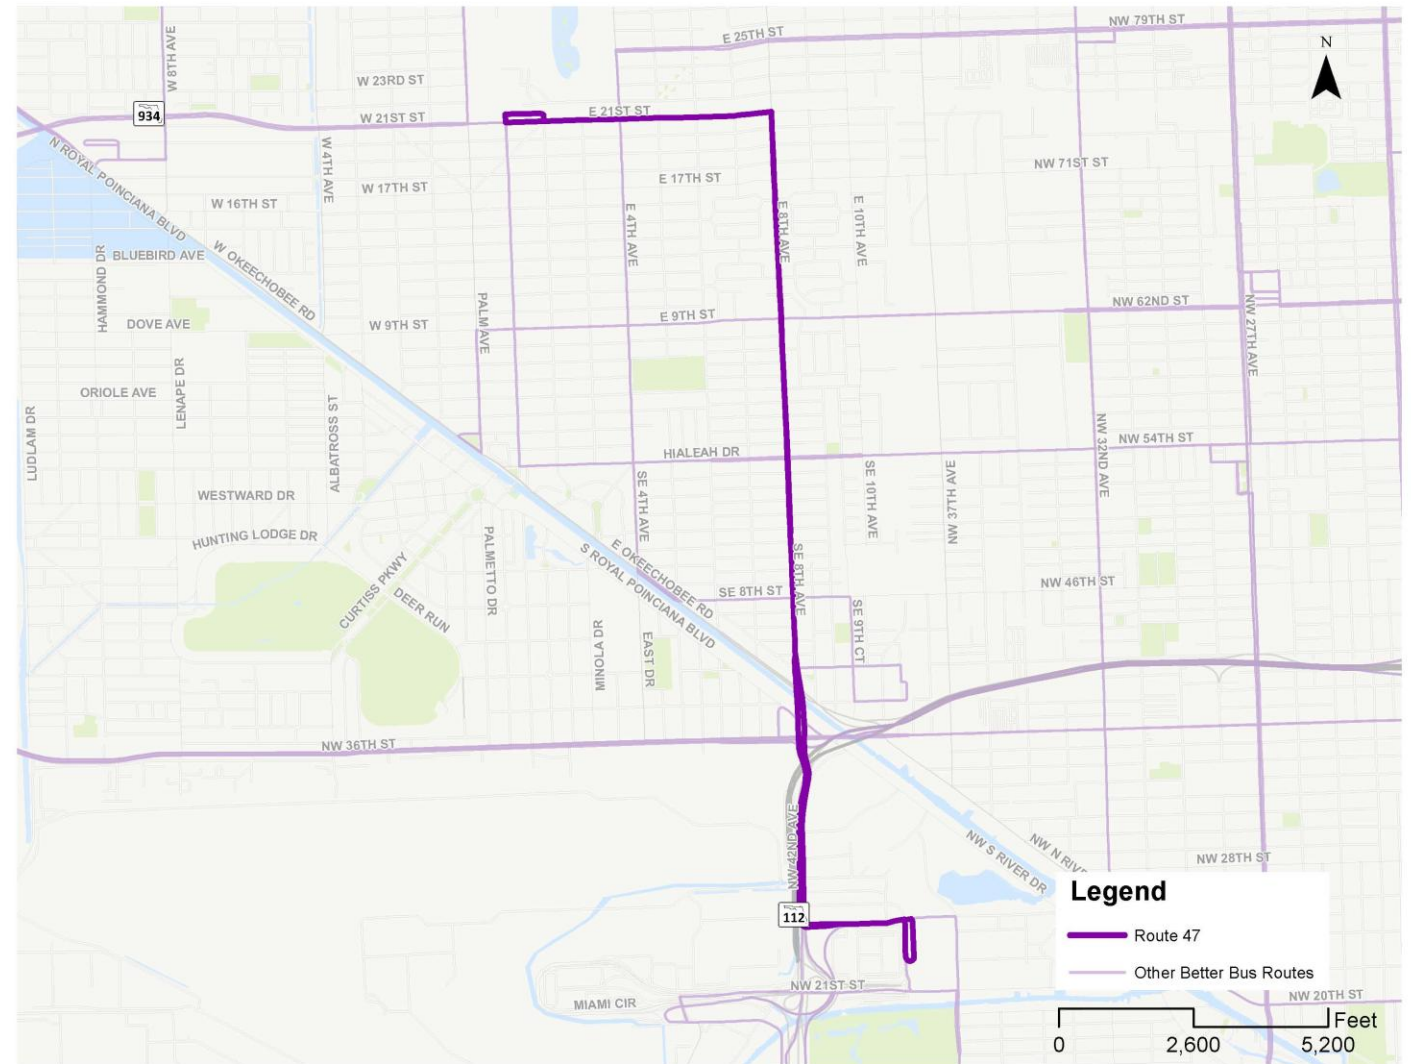 NW 79TH ST
E 25TH ST
N
W 8TH AVE
W 23RD ST
934
W 21ST ST
E 21ST ST
W 4TH AVE
NW 71ST ST
E 17TH ST
W 17TH ST
W 16TH ST
N ROYAL POINCIANA BLVD
E 4TH AVE
E 8TH AVE
E 10TH AVE
BLUEBIRD AVE
HAMMOND DR
W OKEECHOBEE RD
NW 62ND ST
PALM AVE
E 9TH ST
W 9TH ST
DOVE AVE
NW 27TH AVE
LENAPE DR
ORIOLE AVE
LUDLAM DR
ALBATROSS ST
HIALEAH DR
NW 54TH ST
NW 32ND AVE
WESTWARD DR
SE 4TH AVE
SE 10TH AVE
NW 37TH AVE
HUNTING LODGE DR
PALMETTO DR
E OKEECHOBEE RD
S ROYAL POINCIANA BLVD
SE 8TH AVE
CURTISS PKWY
DEER RUN
SE 8TH ST
NW 46TH ST
SE 9TH CT
MINOLA DR
EAST DR
NW 36TH ST
NW 42ND AVE
NW S RIVER DR
NW N RIVE
NW 28TH ST
112
Legend
Route 47
Other Better Bus Routes
NW 21ST ST
MIAMI CIR
NW 20TH ST
Feet
0 2,600 5,200